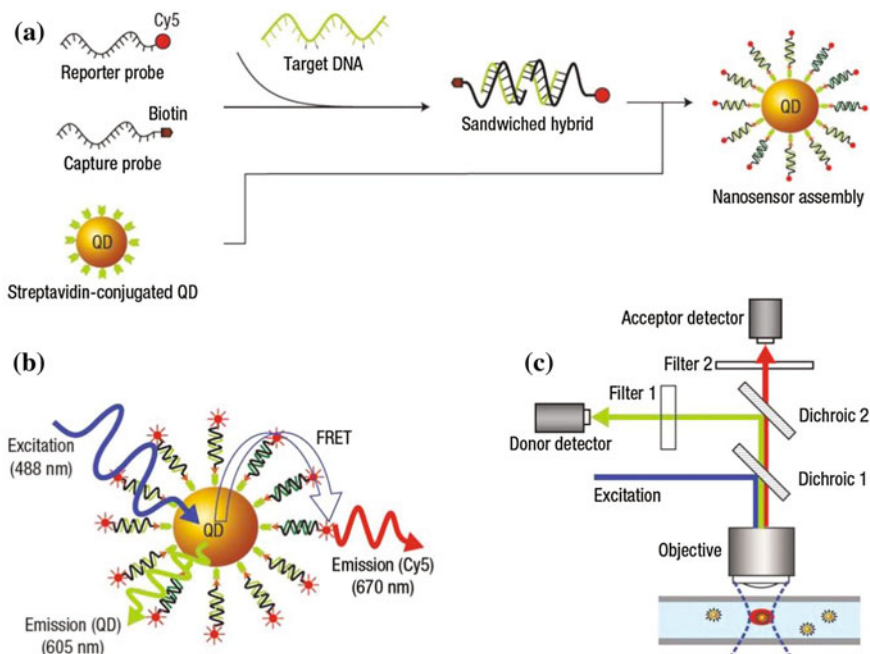 (a)
Cy5
Reporter probe
Target DNA
Biotin
Capture probe
Sandwiched hybrid
QD
Nanosensor assembly
QD
Streptavidin-conjugated QD
(b)
Excitation
(488 nm)
FRET
QD
Emission (Cy5)
(670 nm)
Emission (QD)
(605 nm)
(c)
Acceptor detector
Filter 2
Filter 1
Dichroic 2
Donor detector
Dichroic 1
Excitation
Objective